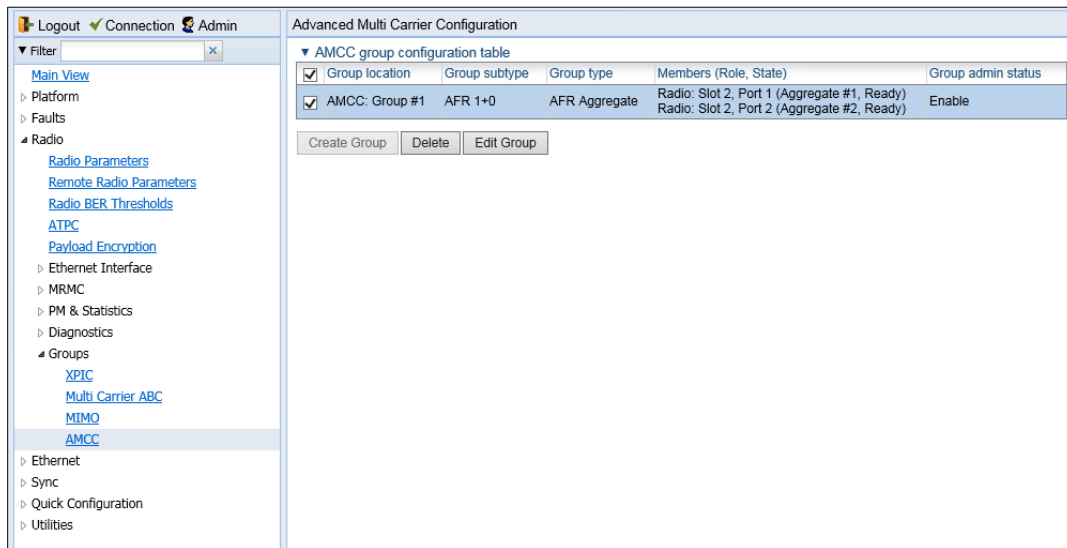 Logout Connection Admin
Filter
Main View
Platform
Faults
Radio
Radio Parameters
Remote Radio Parameters
Radio BER Thresholds
ATPC
Payload Encryption
Ethernet Interface
MRMC
PM & Statistics
Diagnostics
Groups
XPIC
Multi Carrier ABC
MIMO
AMCC
Ethernet
Sync
Quick Configuration
Utilities
Advanced Multi Carrier Configuration
AMCC group configuration table
Group location Group subtype Group type Members (Role, State) Group admin status
AMCC: Group #1 AFR 1+0 AFR Aggregate Radio: Slot 2, Port 1 (Aggregate #1, Ready) Enable
Radio: Slot 2, Port 2 (Aggregate #2, Ready)
Create Group Delete Edit Group